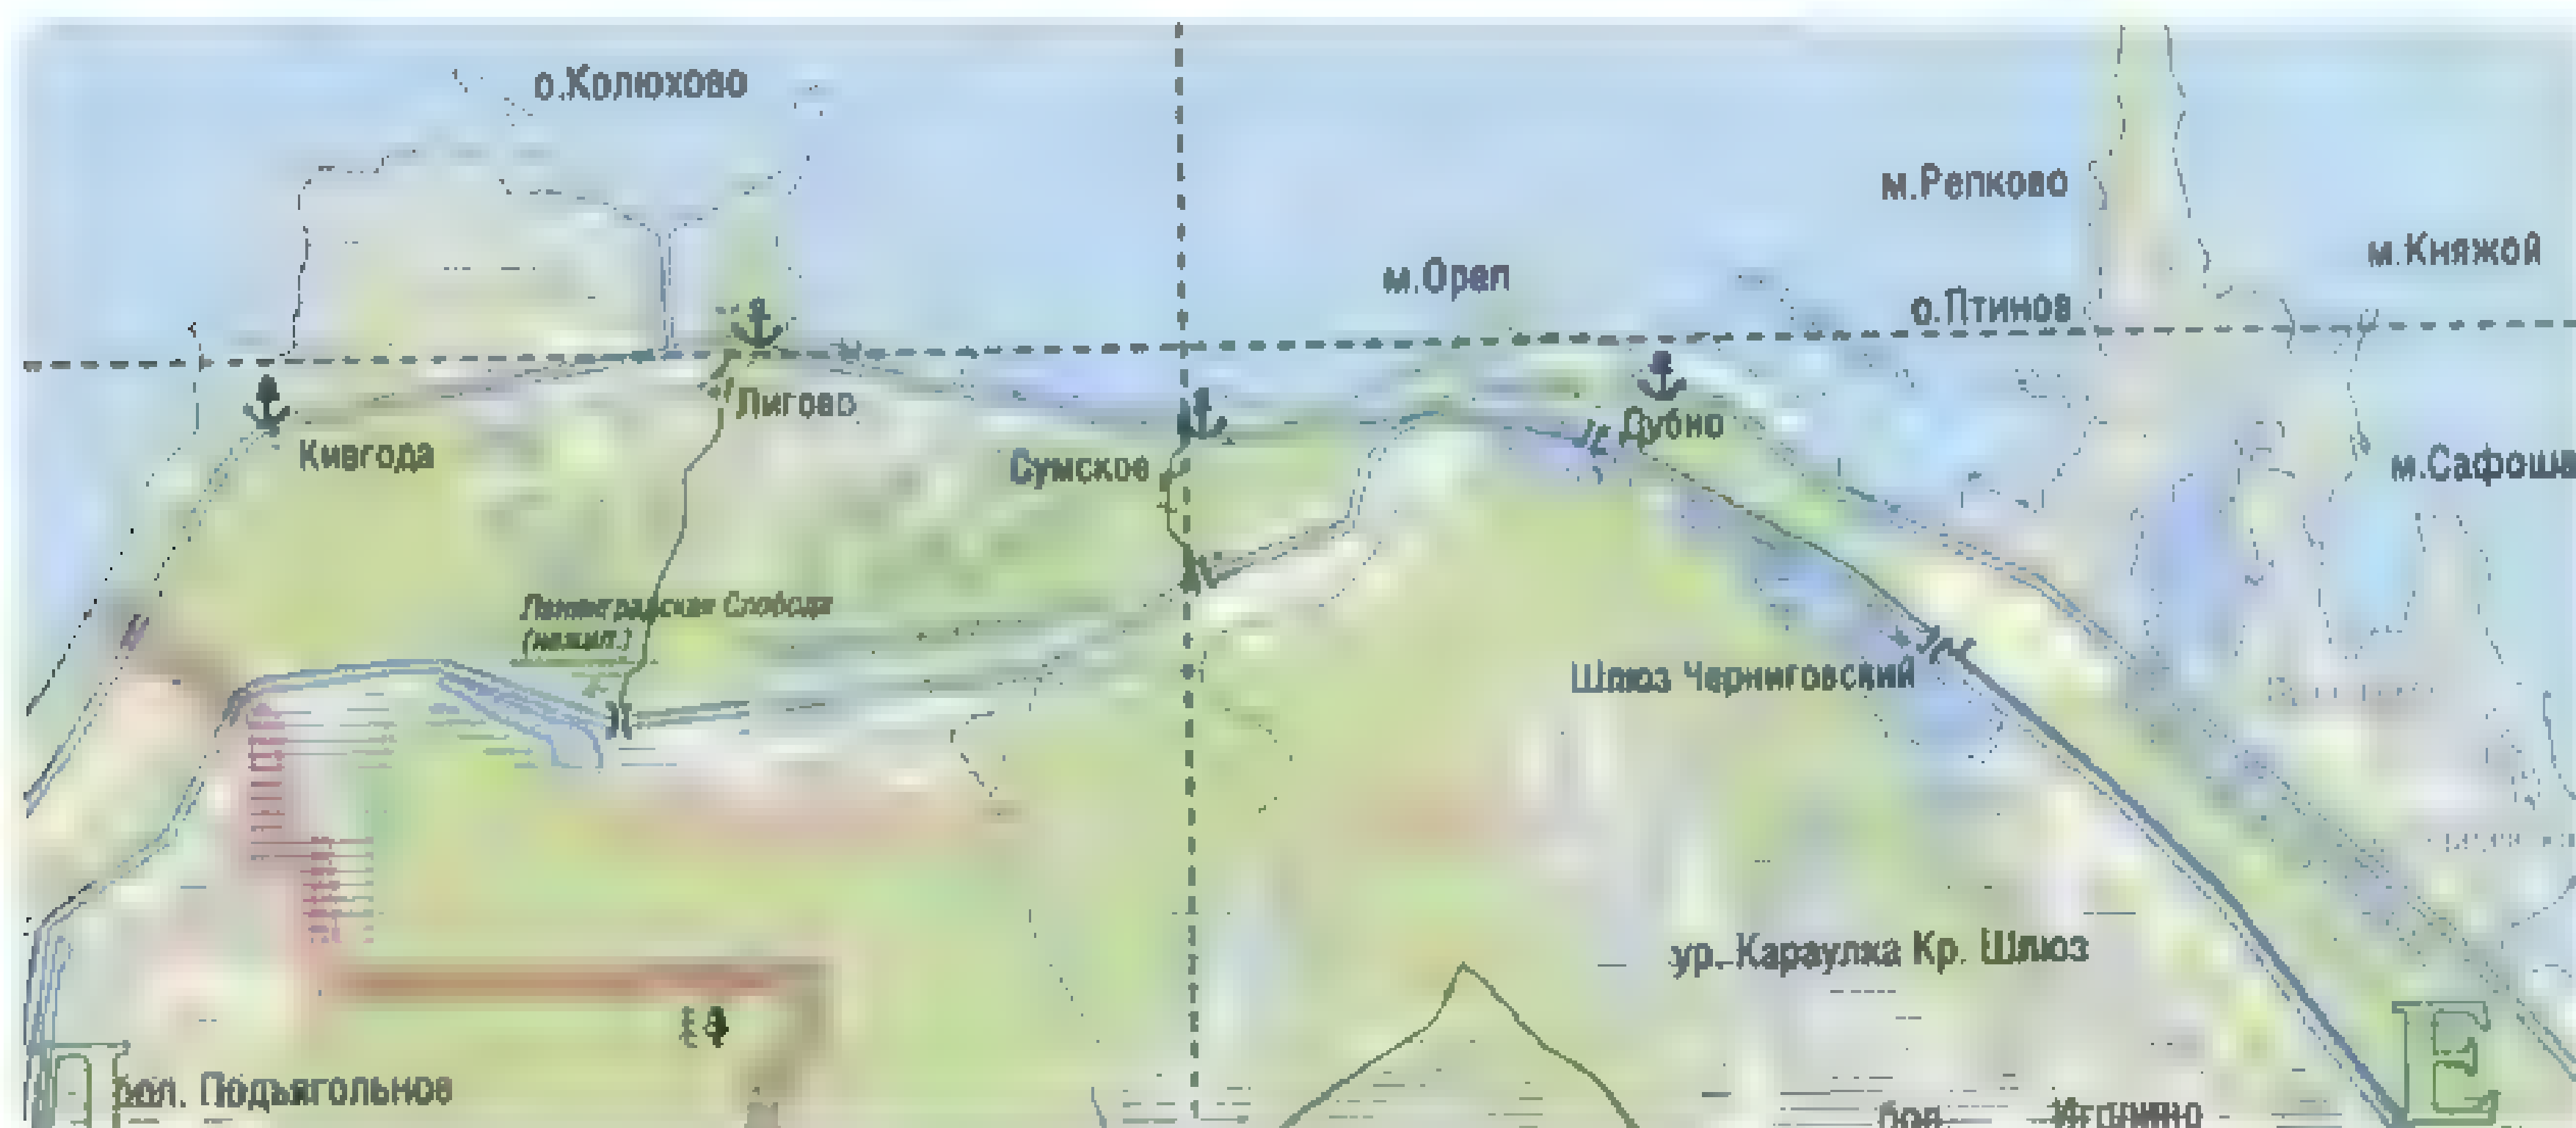 о.Колюхово
м.Репково
м.Княжой
м.Орел
о.Птинов
Кивгода
Лигово
Сумское
Дубно
м.Сафоша
Ленинградская Слобода
(нежил.)
Шлюз Черниговский
ур. Караулка Кр. Шлюз
бол. Подъягольное
Е
бол